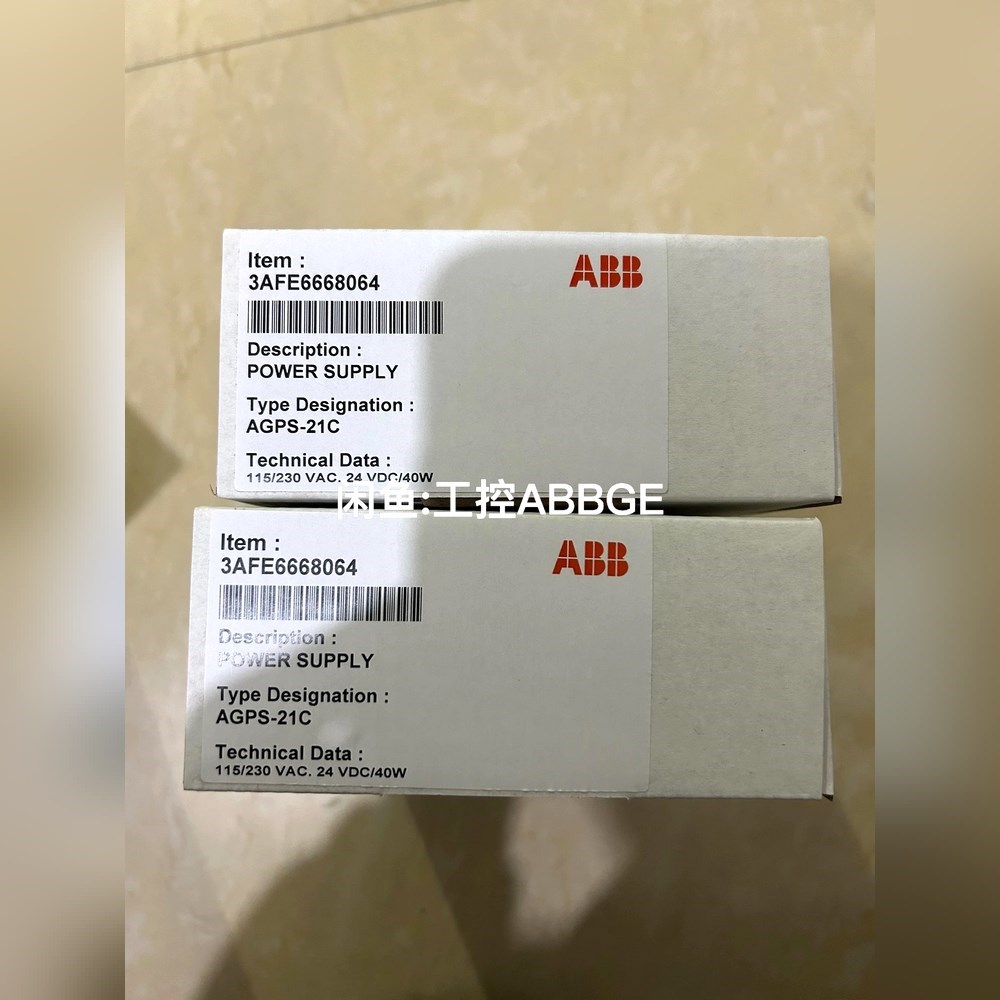 Item :
ABB
3AFE6668064
Description :
POWER SUPPLY
Type Designation :
AGPS-21C
Technical Data :
115/230 VAC, 24 VDC/40W
闲鱼:工控ABBGE
Item :
ABB
3AFE6668064
Description :
POWER SUPPLY
Type Designation :
AGPS-21C
Technical Data :
115/230 VAC, 24 VDC/40W